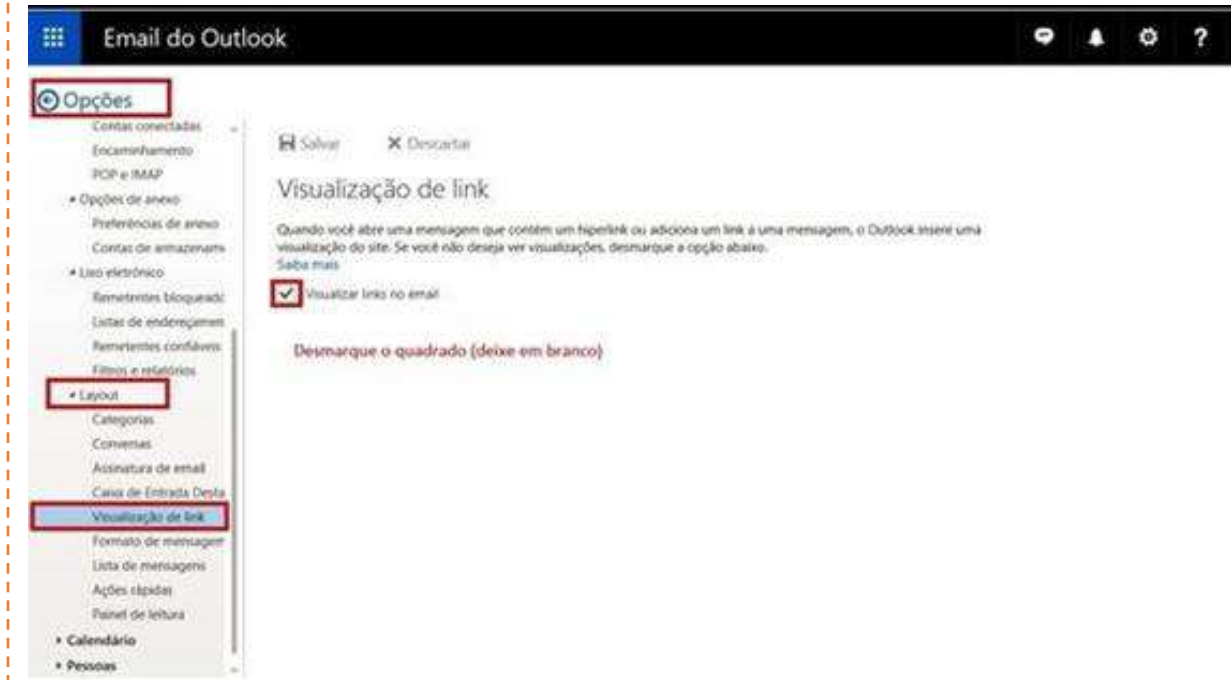 Email do Outlook
?
Opções
Contas conectadas
Encaminhamento
POP e IMAP
Opções de anexo
Preferências de anexo
Contas de armazename
Lixo eletrônico
Remetentes bloqueado
Listas de endereçament
Remetentes confiáveis
Filtros e relatórios
Layout
Categorias
Conversas
Assinatura de email
Caixa de Entrada Desta
Visualização de link
Formato de mensagem
Lista de mensagens
Ações rápidas
Painel de leitura
Calendário
Pessoas
Salvar Descartar
Visualização de link
Quando você abre uma mensagem que contém um hiperlink ou adiciona um link a uma mensagem, o Outlook insere uma
visualização do site. Se você não deseja ver visualizações, desmarque a opção abaixo.
Saiba mais
Visualizar links no email
Desmarque o quadrado (deixe em branco)